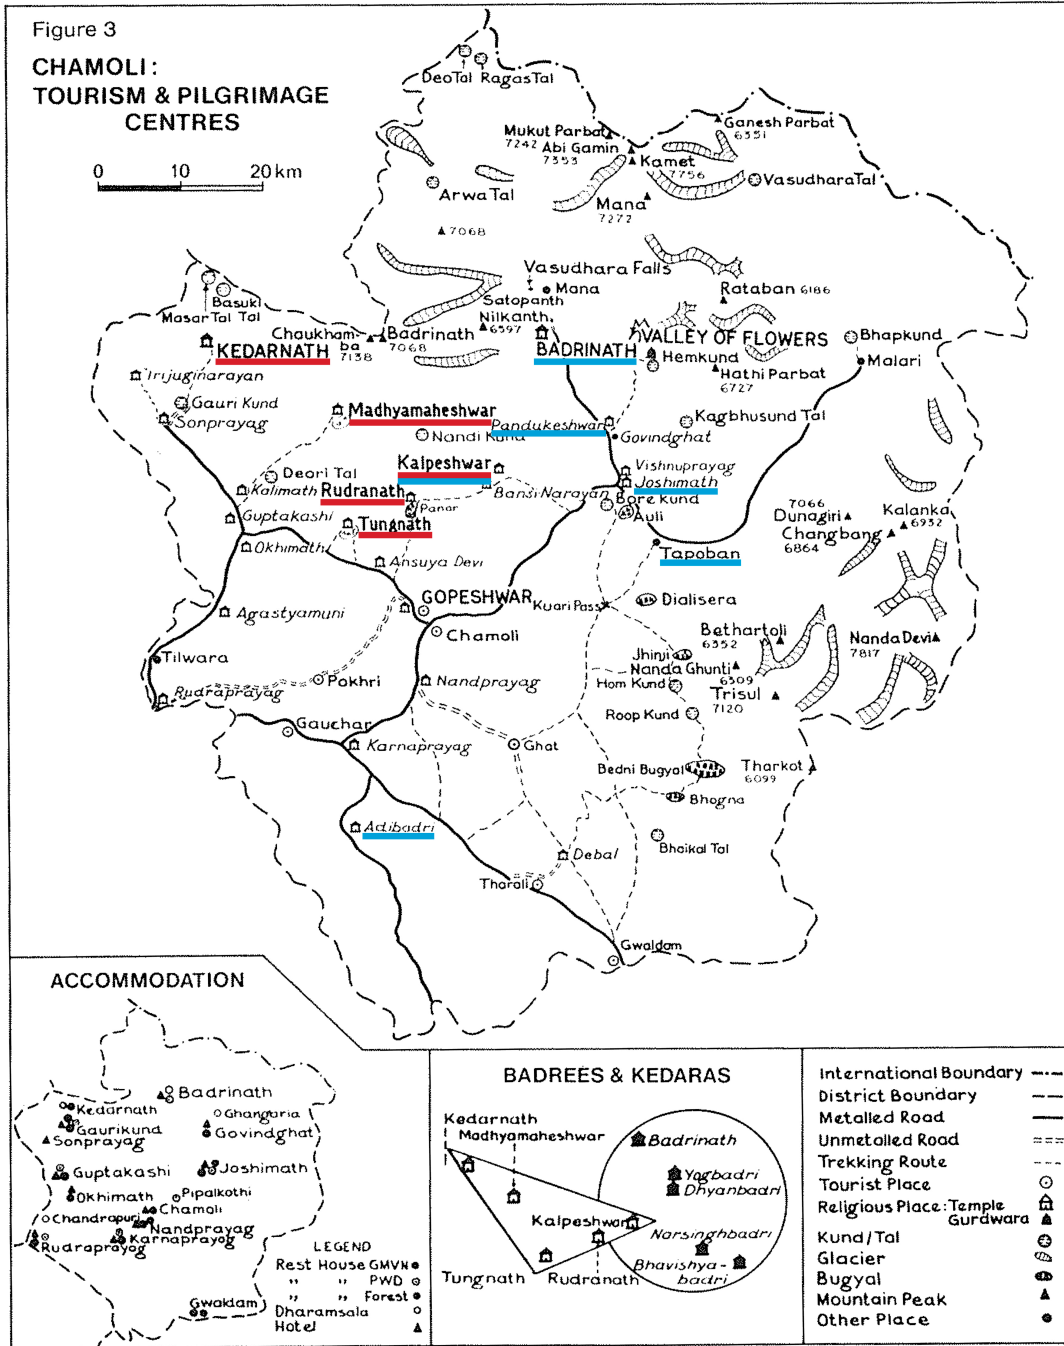 Figure 3
CHAMOLI:
TOURISM & PILGRIMAGE
CENTRES
0 10 20 km
DeoTal RagasTal
Mukut Parbat
7242
Abi Gamin
7353
Ganesh Parbat
6351
Kamet
7756
VasudharaTal
Arwa Tal
Mana
7272
7068
Vasudhara Falls
Mana
Rataban 6186
Basuki
Tal
MasarTal
Satopanth
Nilkanth
6597
Chaukham-
ba
7138
Badrinath
7068
KEDARNATH
BADRINATH
VALLEY OF FLOWERS
Hemkund
Bhapkund
Malari
Hathi Parbat
6727
Irijuginarayan
Gauri Kund
Sonprayag
Madhyamaheshwar
Nandi Kund
Pandukeshwar
Govindghat
Kagbhusund Tal
Deori Tal
Kalpeshwar
Vishnuprayag
Joshimath
Kalimath
Rudranath
Panar
Bansi Narayan
Bore Kund
Auli
7066
Dunagiri
Kalanka
6932
Changbang
6864
Guptakashi
Tungnath
Okhimath
Ansuya Devi
Tapoban
Agastyamuni
GOPESHWAR
Chamoli
Kuari Pass
Dialisera
Bethartoli
6352
Nanda Devi
7817
Tilwara
Jhinji
Nanda Ghunti
6309
Rudraprayag
Pokhri
Nandprayag
Hom Kund
Trisul
7120
Gauchar
Roop Kund
Karnaprayag
Ghat
Bedni Bugyal
Tharkot
6099
Bhogna
Adibadri
Debal
Bhaikal Tal
Tharali
Gwaldam
ACCOMMODATION
Badrinath
Kedarnath
Ghangaria
Gaurikund
Govindghat
Sonprayag
Guptakashi
Joshimath
Okhimath
Pipalkothi
Chamoli
Chandrapuri
Nandprayag
Karnaprayag
Rudraprayag
Gwaldam
LEGEND
Rest House GMVN
,, ,, PWD
,, ,, Forest
Dharamsala
Hotel
BADREES & KEDARAS
Kedarnath
Madhyamaheshwar
Badrinath
Yogbadri
Dhyanbadri
Kalpeshwar
Narsinghbadri
Bhavishya-
badri
Tungnath
Rudranath
International Boundary
District Boundary
Metalled Road
Unmetalled Road
Trekking Route
Tourist Place
Religious Place: Temple
Gurdwara
Kund/Tal
Glacier
Bugyal
Mountain Peak
Other Place